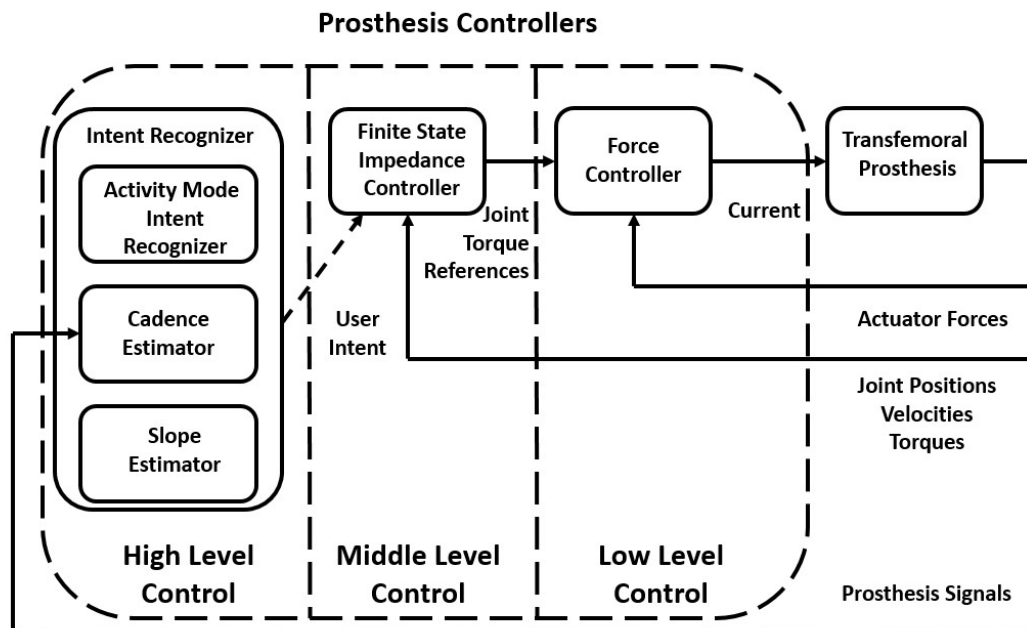 Prosthesis Controllers
Intent Recognizer
Activity Mode
Intent
Recognizer
Cadence
Estimator
Slope
Estimator
High Level
Control
Finite State
Impedance
Controller
User
Intent
Joint
Torque
References
Middle Level
Control
Force
Controller
Current
Low Level
Control
Transfemoral
Prosthesis
Actuator Forces
Joint Positions
Velocities
Torques
Prosthesis Signals